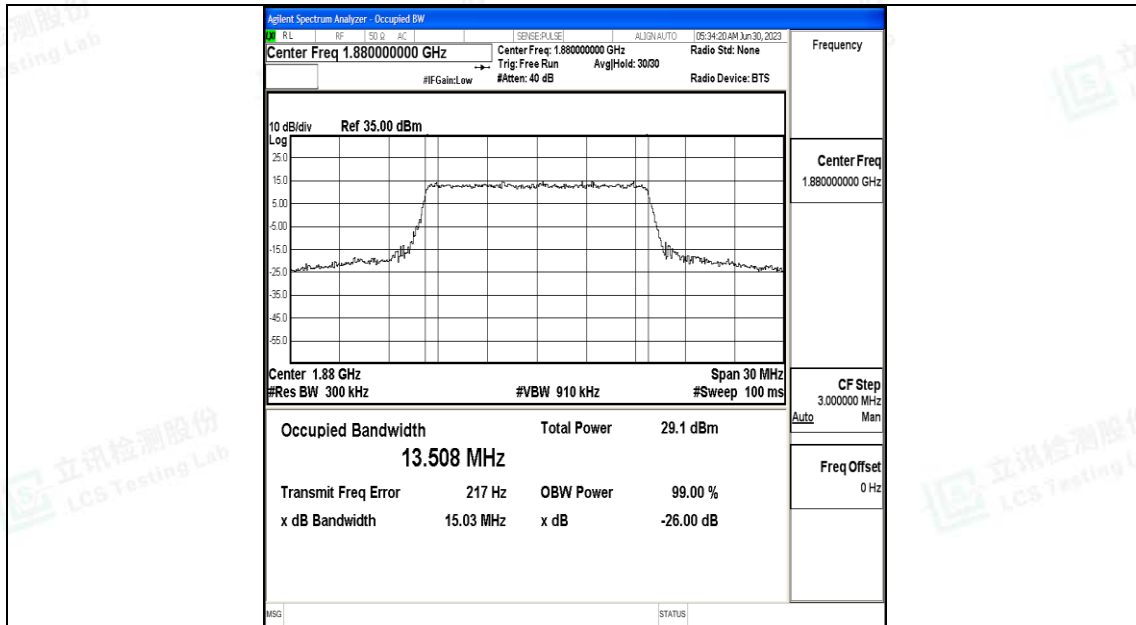 Agilent Spectrum Analyzer - Occupied BW
LXI RL RF 50 Ω AC SENSE:PULSE ALIGNAUTO 05:34:20 AM Jun 30, 2023
Center Freq 1.880000000 GHz
Center Freq: 1.880000000 GHz
Radio Std: None
Trig: Free Run Avg|Hold: 30/30
#IFGain:Low
#Atten: 40 dB
Radio Device: BTS
10 dB/div Ref 35.00 dBm
Log
25.0
15.0
5.00
-5.00
-15.0
-25.0
-35.0
-45.0
-55.0
Center 1.88 GHz Span 30 MHz
#Res BW 300 kHz #VBW 910 kHz #Sweep 100 ms
Occupied Bandwidth Total Power 29.1 dBm
13.508 MHz
Transmit Freq Error 217 Hz OBW Power 99.00 %
x dB Bandwidth 15.03 MHz x dB -26.00 dB
MSG STATUS
Frequency
Center Freq
1.880000000 GHz
CF Step
3.000000 MHz
Auto Man
Freq Offset
0 Hz
立讯检测股份
LCS Testing Lab
立讯检测股份